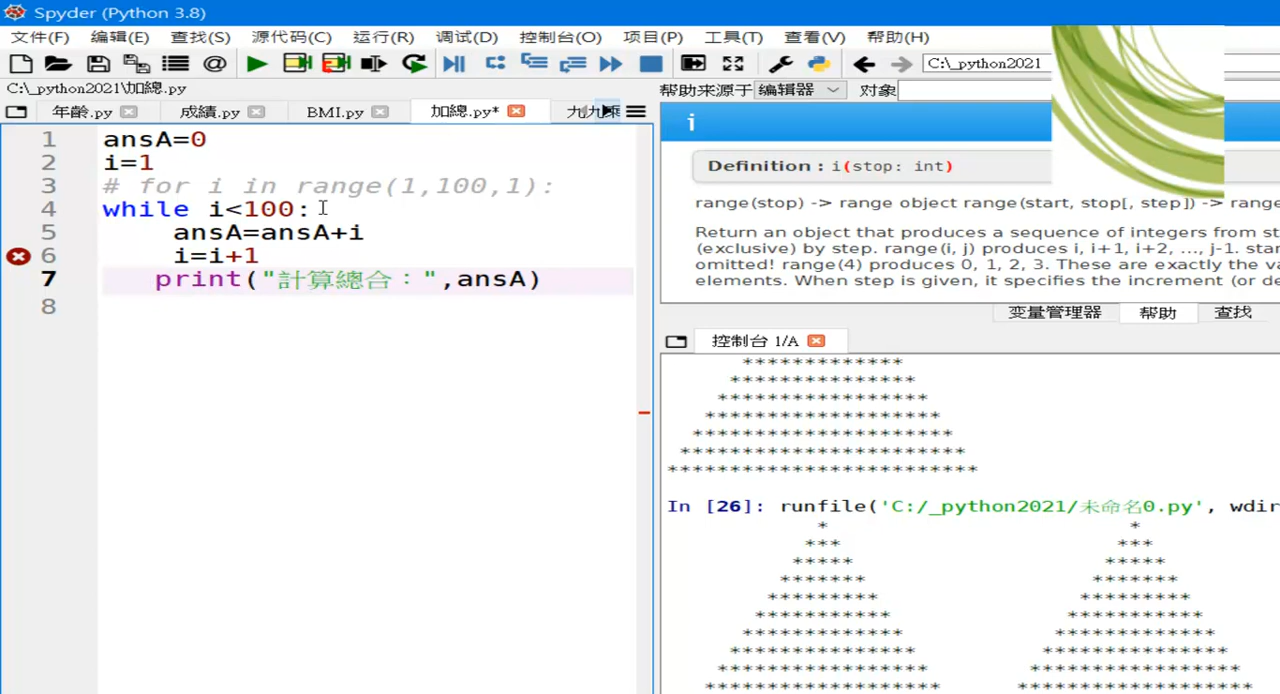 Spyder (Python 3.8)
文件(F) 编辑(E) 查找(S) 源代码(C) 运行(R) 调试(D) 控制台(O) 项目(P) 工具(T) 查看(V) 帮助(H)
C:\_python2021
C:\_python2021\加總.py
年齡.py 成績.py BMI.py 加總.py* 九九
1 ansA=0
2 i=1
3 # for i in range(1,100,1):
4 while i<100:
5 ansA=ansA+i
6 i=i+1
7 print("計算總合：",ansA)
8
帮助来源于 编辑器 对象
i
Definition : i(stop: int)
range(stop) -> range object range(start, stop[, step]) -> range
Return an object that produces a sequence of integers from
(exclusive) by step. range(i, j) produces i, i+1, i+2, ..., j-1.
omitted! range(4) produces 0, 1, 2, 3. These are exactly the
elements. When step is given, it specifies the increment (or
变量管理器 帮助 查找
控制台 1/A
*************
***************
*****************
*******************
*********************
***********************
*************************
In [26]: runfile('C:/_python2021/未命名0.py', wdir
* *
*** ***
***** *****
******* *******
********* *********
*********** ***********
************* *************
*************** ***************
***************** *****************
******************* *******************